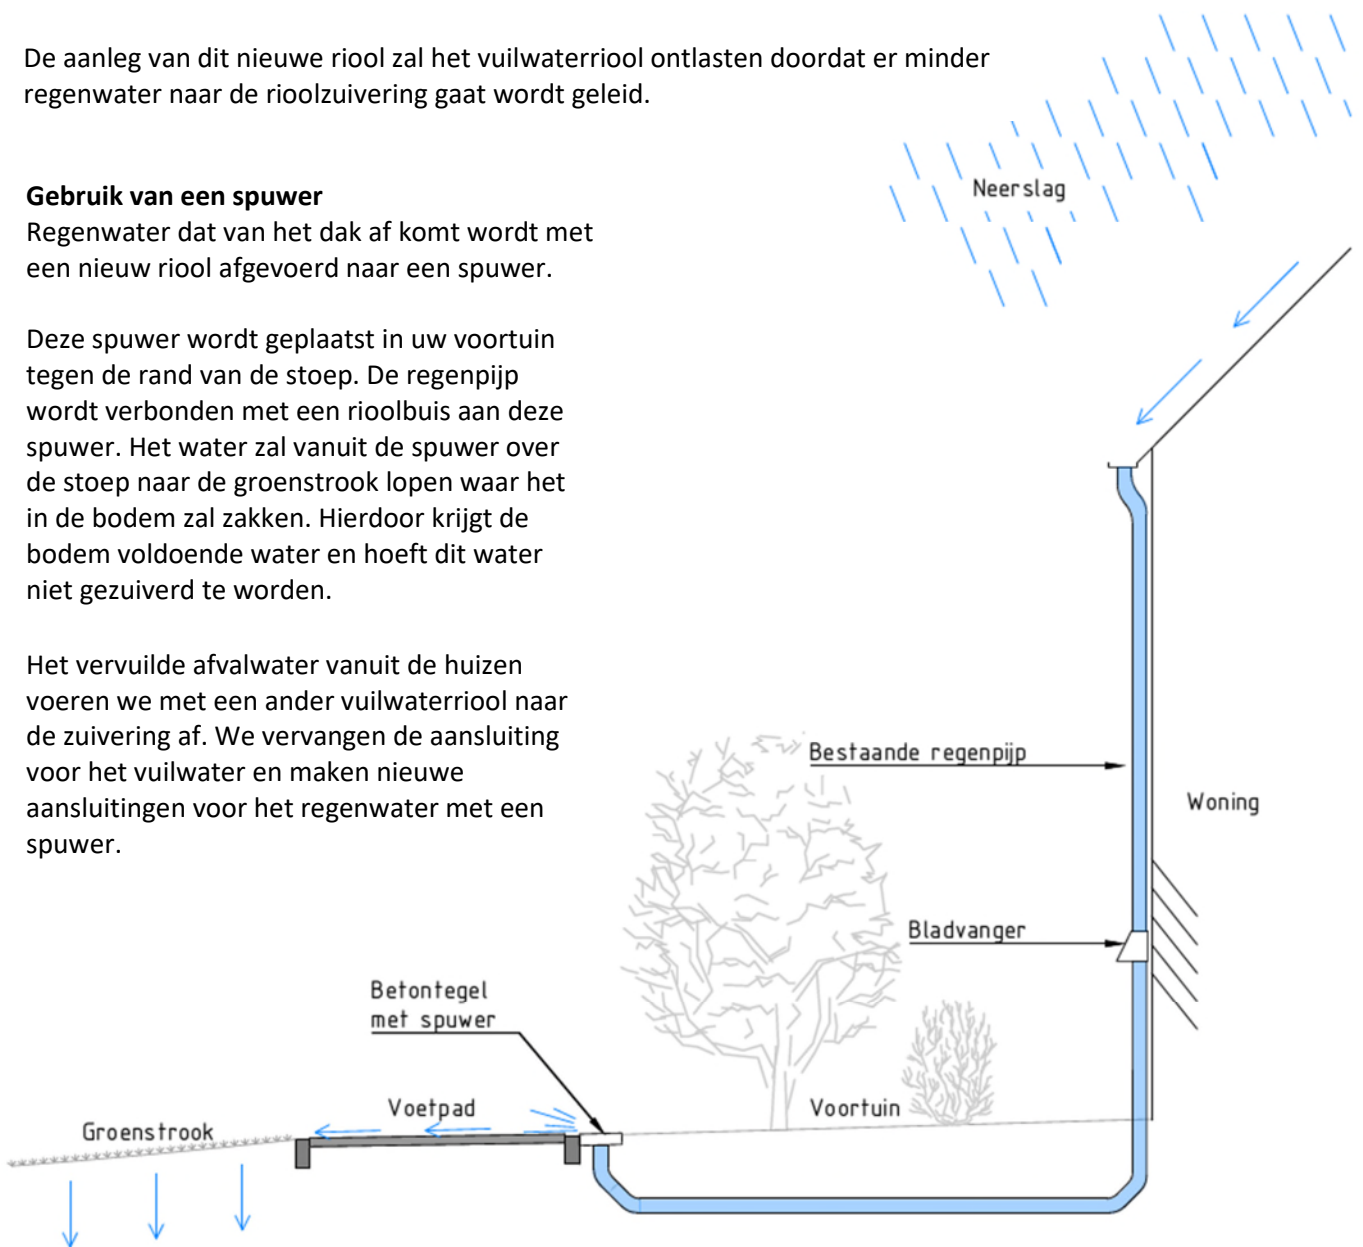 De aanleg van dit nieuwe riool zal het vuilwaterriool ontlasten doordat er minder
regenwater naar de rioolzuivering gaat wordt geleid.
Gebruik van een spuwer
Regenwater dat van het dak af komt wordt met
een nieuw riool afgevoerd naar een spuwer.
Deze spuwer wordt geplaatst in uw voortuin
tegen de rand van de stoep. De regenpijp
wordt verbonden met een rioolbuis aan deze
spuwer. Het water zal vanuit de spuwer over
de stoep naar de groenstrook lopen waar het
in de bodem zal zakken. Hierdoor krijgt de
bodem voldoende water en hoeft dit water
niet gezuiverd te worden.
Het vervuilde afvalwater vanuit de huizen
voeren we met een ander vuilwaterriool naar
de zuivering af. We vervangen de aansluiting
voor het vuilwater en maken nieuwe
aansluitingen voor het regenwater met een
spuwer.
Neerslag
Bestaande regenpijp
Woning
Bladvanger
Betontegel
met spuwer
Voetpad
Voortuin
Groenstrook